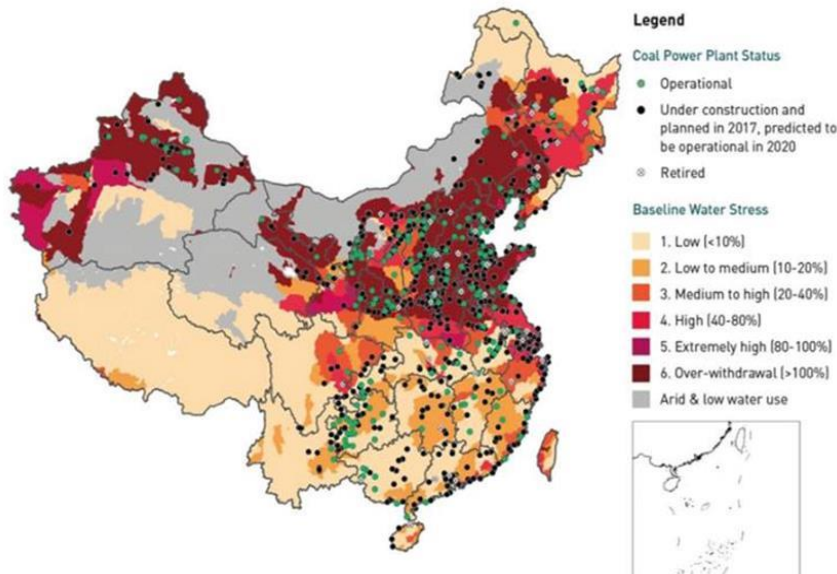 Legend
Coal Power Plant Status
Operational
Under construction and
planned in 2017, predicted to
be operational in 2020
Retired
Baseline Water Stress
1. Low (<10%)
2. Low to medium (10-20%)
3. Medium to high (20-40%)
4. High (40-80%)
5. Extremely high (80-100%)
6. Over-withdrawal (>100%)
Arid & low water use